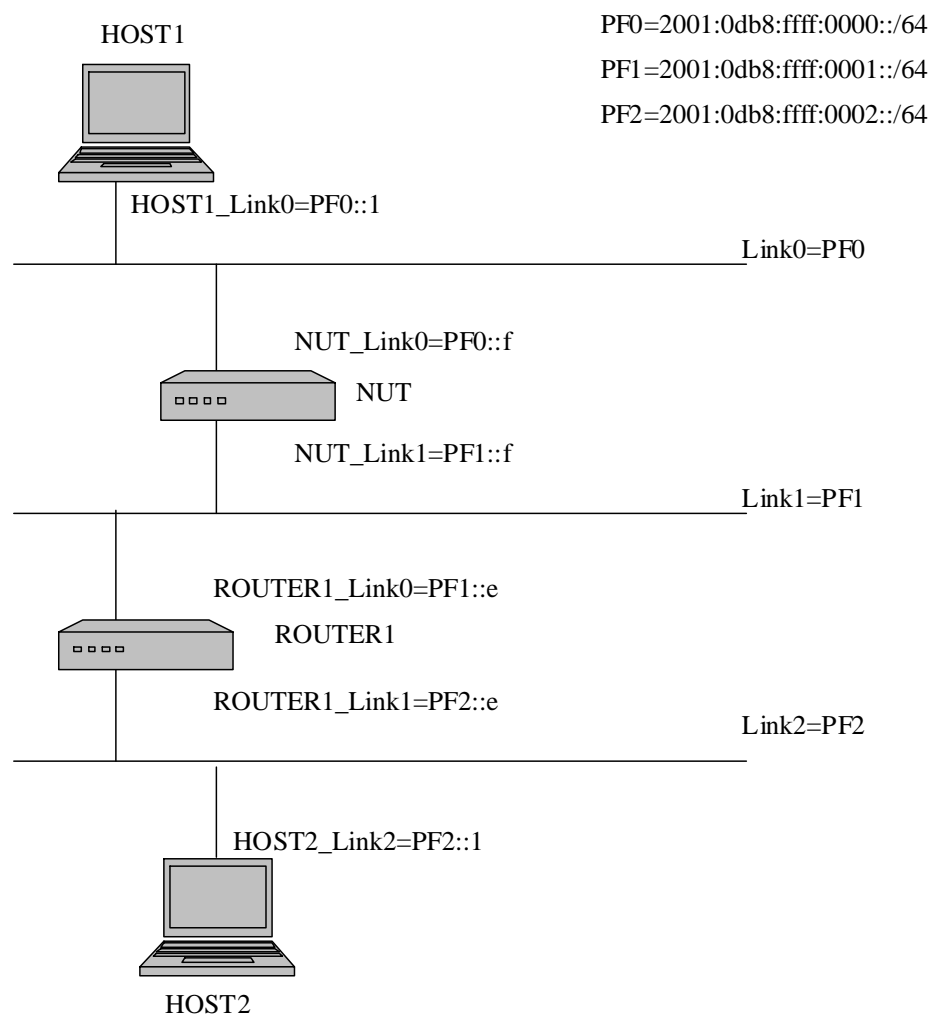 HOST1
PF0=2001:0db8:ffff:0000::/64
PF1=2001:0db8:ffff:0001::/64
PF2=2001:0db8:ffff:0002::/64
HOST1_Link0=PF0::1
Link0=PF0
NUT_Link0=PF0::f
NUT
NUT_Link1=PF1::f
Link1=PF1
ROUTER1_Link0=PF1::e
ROUTER1
ROUTER1_Link1=PF2::e
Link2=PF2
HOST2_Link2=PF2::1
HOST2